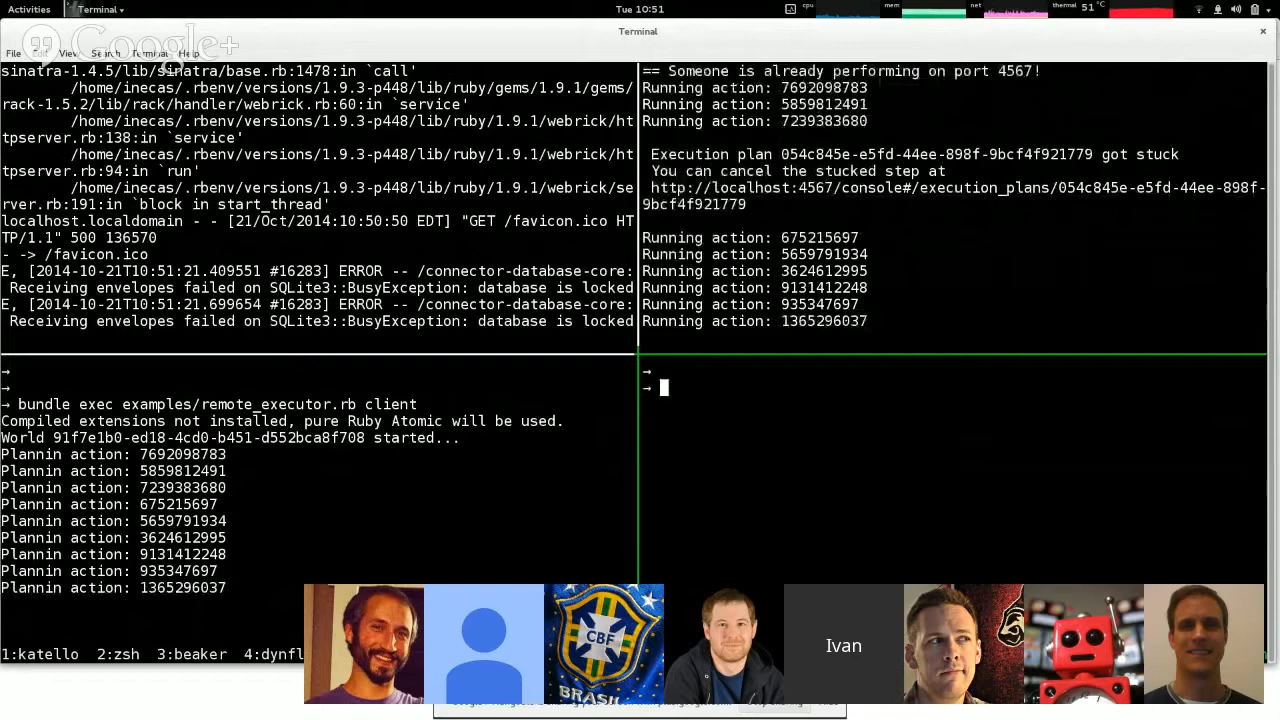 Activities
Terminal
Tue 10:51
cpu
mem
net
thermal 51 °C
Terminal
Google+
File Edit View Search Terminal Help
sinatra-1.4.5/lib/sinatra/base.rb:1478:in `call'
/home/inecas/.rbenv/versions/1.9.3-p448/lib/ruby/gems/1.9.1/gems/
rack-1.5.2/lib/rack/handler/webrick.rb:60:in `service'
/home/inecas/.rbenv/versions/1.9.3-p448/lib/ruby/1.9.1/webrick/ht
tpserver.rb:138:in `service'
/home/inecas/.rbenv/versions/1.9.3-p448/lib/ruby/1.9.1/webrick/ht
tpserver.rb:94:in `run'
/home/inecas/.rbenv/versions/1.9.3-p448/lib/ruby/1.9.1/webrick/se
rver.rb:191:in `block in start_thread'
localhost.localdomain - - [21/Oct/2014:10:50:50 EDT] "GET /favicon.ico HT
TP/1.1" 500 136570
- -> /favicon.ico
E, [2014-10-21T10:51:21.409551 #16283] ERROR -- /connector-database-core:
Receiving envelopes failed on SQLite3::BusyException: database is locked
E, [2014-10-21T10:51:21.699654 #16283] ERROR -- /connector-database-core:
Receiving envelopes failed on SQLite3::BusyException: database is locked
== Someone is already performing on port 4567!
Running action: 7692098783
Running action: 5859812491
Running action: 7239383680
Execution plan 054c845e-e5fd-44ee-898f-9bcf4f921779 got stuck
You can cancel the stucked step at
http://localhost:4567/console#/execution_plans/054c845e-e5fd-44ee-898f-
9bcf4f921779
Running action: 675215697
Running action: 5659791934
Running action: 3624612995
Running action: 9131412248
Running action: 935347697
Running action: 1365296037
→
→
→ bundle exec examples/remote_executor.rb client
Compiled extensions not installed, pure Ruby Atomic will be used.
World 91f7e1b0-ed18-4cd0-b451-d552bca8f708 started...
Plannin action: 7692098783
Plannin action: 5859812491
Plannin action: 7239383680
Plannin action: 675215697
Plannin action: 5659791934
Plannin action: 3624612995
Plannin action: 9131412248
Plannin action: 935347697
Plannin action: 1365296037
→
→
1:katello 2:zsh 3:beaker 4:dynfl
CBF
BRASIL
Ivan